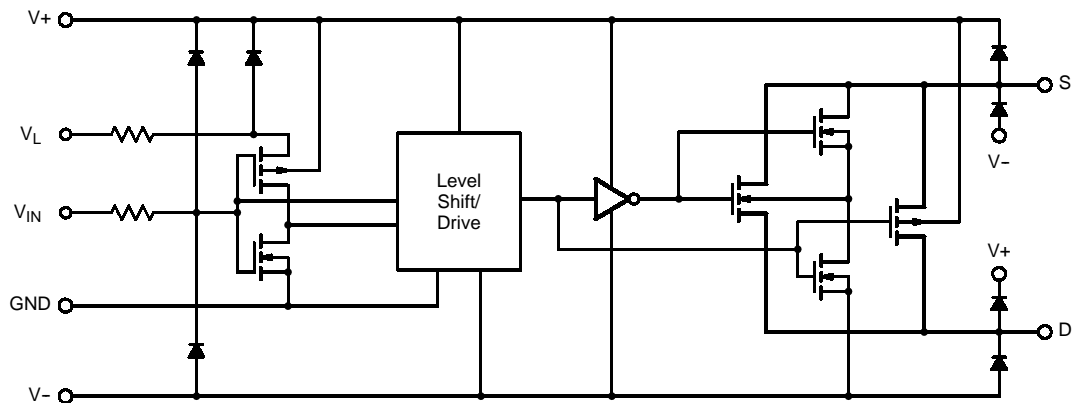 V+
S
V–
VL
Level
Shift/
Drive
VIN
V+
GND
D
V–